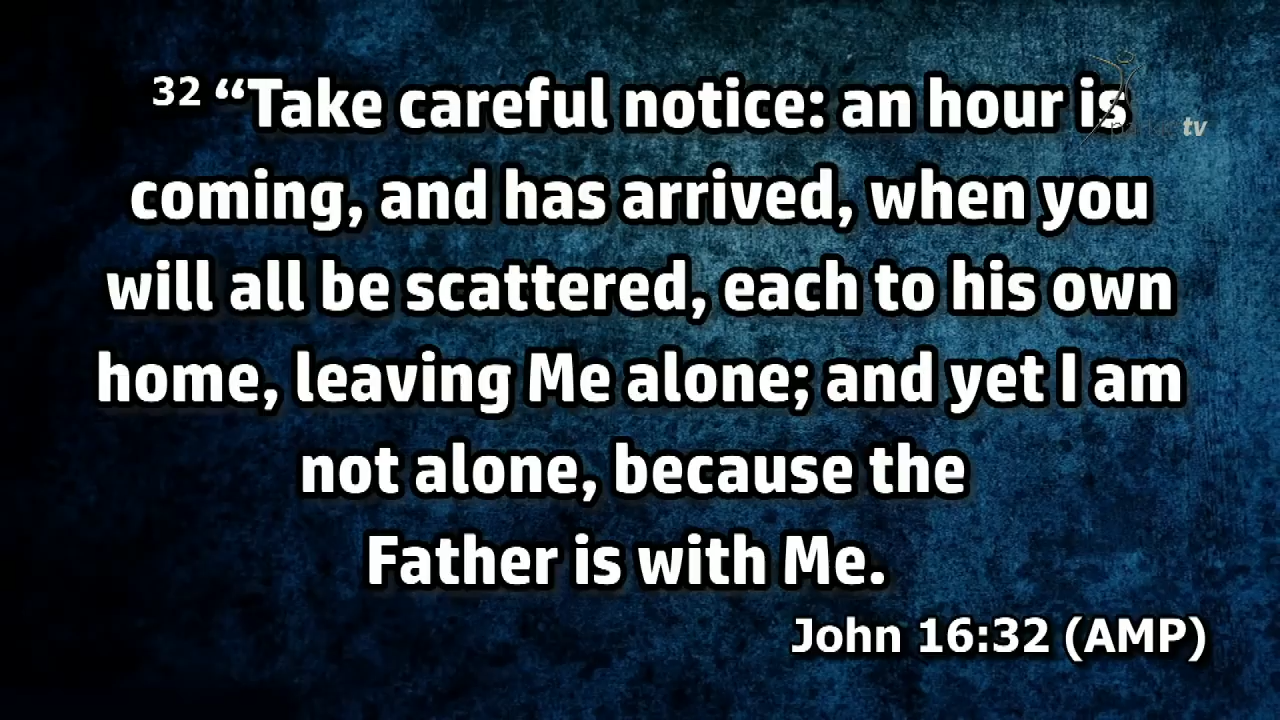 32 “Take careful notice: an hour is
tv
coming, and has arrived, when you
will all be scattered, each to his own
home, leaving Me alone; and yet I am
not alone, because the
Father is with Me.
John 16:32 (AMP)